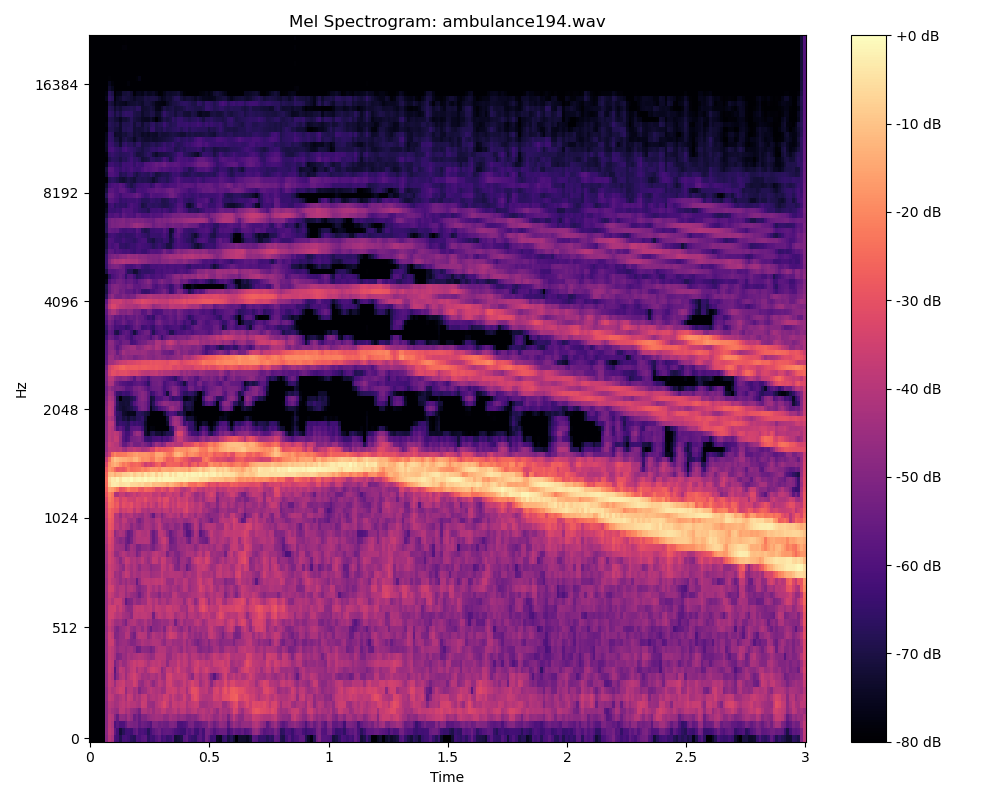 Mel Spectrogram: ambulance194.wav
+0 dB
16384
-10 dB
8192
-20 dB
4096
-30 dB
Hz
2048
-40 dB
-50 dB
1024
-60 dB
512
-70 dB
0
-80 dB
0 0.5 1 1.5 2 2.5 3
Time